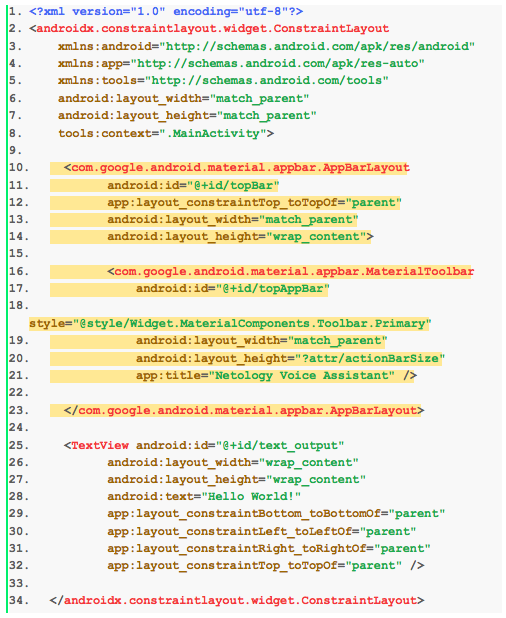 1. <?xml version="1.0" encoding="utf-8"?>
2. <androidx.constraintlayout.widget.ConstraintLayout
3.     xmlns:android="http://schemas.android.com/apk/res/android"
4.     xmlns:app="http://schemas.android.com/apk/res-auto"
5.     xmlns:tools="http://schemas.android.com/tools"
6.     android:layout_width="match_parent"
7.     android:layout_height="match_parent"
8.     tools:context=".MainActivity">
9.
10.     <com.google.android.material.appbar.AppBarLayout
11.         android:id="@+id/topBar"
12.         app:layout_constraintTop_toTopOf="parent"
13.         android:layout_width="match_parent"
14.         android:layout_height="wrap_content">
15.
16.         <com.google.android.material.appbar.MaterialToolbar
17.             android:id="@+id/topAppBar"
18.
style="@style/Widget.MaterialComponents.Toolbar.Primary"
19.             android:layout_width="match_parent"
20.             android:layout_height="?attr/actionBarSize"
21.             app:title="Netology Voice Assistant" />
22.
23.     </com.google.android.material.appbar.AppBarLayout>
24.
25.     <TextView android:id="@+id/text_output"
26.         android:layout_width="wrap_content"
27.         android:layout_height="wrap_content"
28.         android:text="Hello World!"
29.         app:layout_constraintBottom_toBottomOf="parent"
30.         app:layout_constraintLeft_toLeftOf="parent"
31.         app:layout_constraintRight_toRightOf="parent"
32.         app:layout_constraintTop_toTopOf="parent" />
33.
34.   </androidx.constraintlayout.widget.ConstraintLayout>